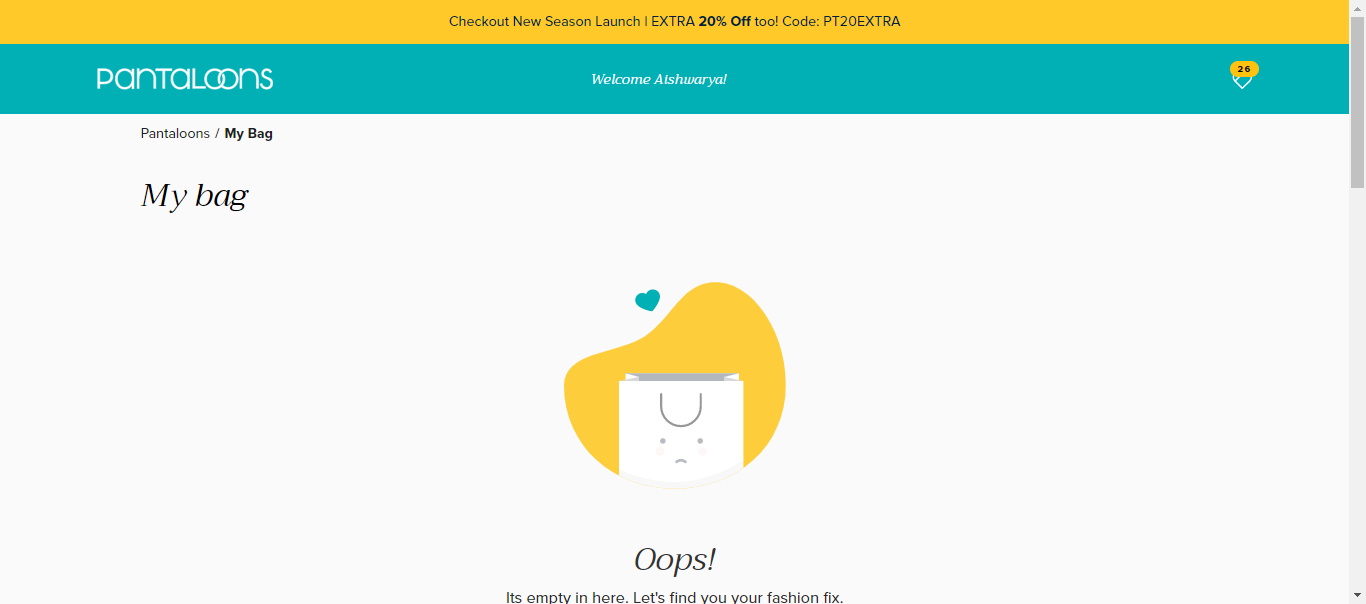 Checkout New Season Launch | EXTRA 20% Off too! Code: PT20EXTRA
PANTALOONS
Welcome Aishwarya!
26
Pantaloons / My Bag
My bag
Oops!
Its empty in here. Let's find you your fashion fix.